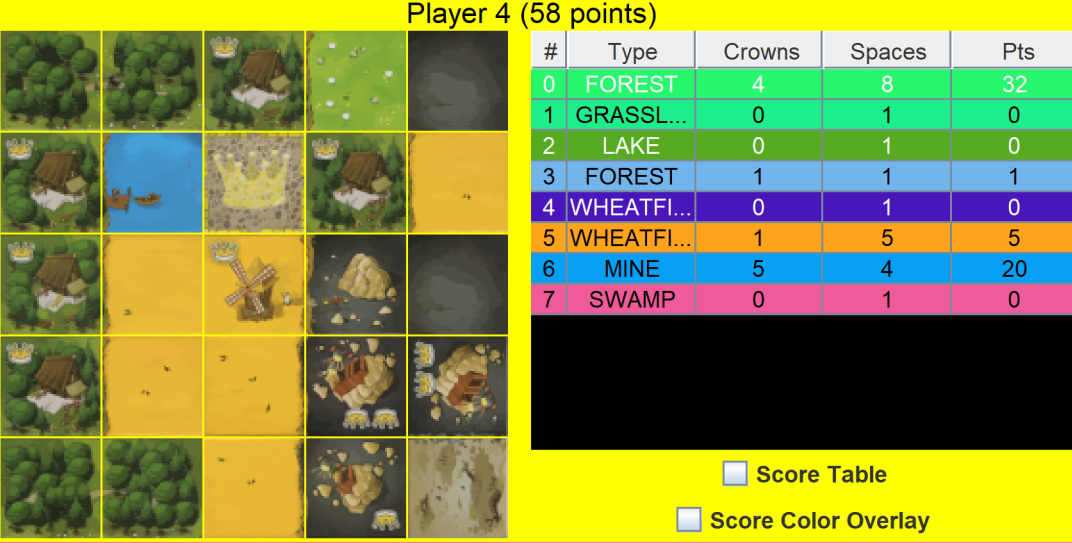 Player 4 (58 points)
# Type Crowns Spaces Pts
0 FOREST 4 8 32
1 GRASSL... 0 1 0
2 LAKE 0 1 0
3 FOREST 1 1 1
4 WHEATFI... 0 1 0
5 WHEATFI... 1 5 5
6 MINE 5 4 20
7 SWAMP 0 1 0
Score Table
Score Color Overlay